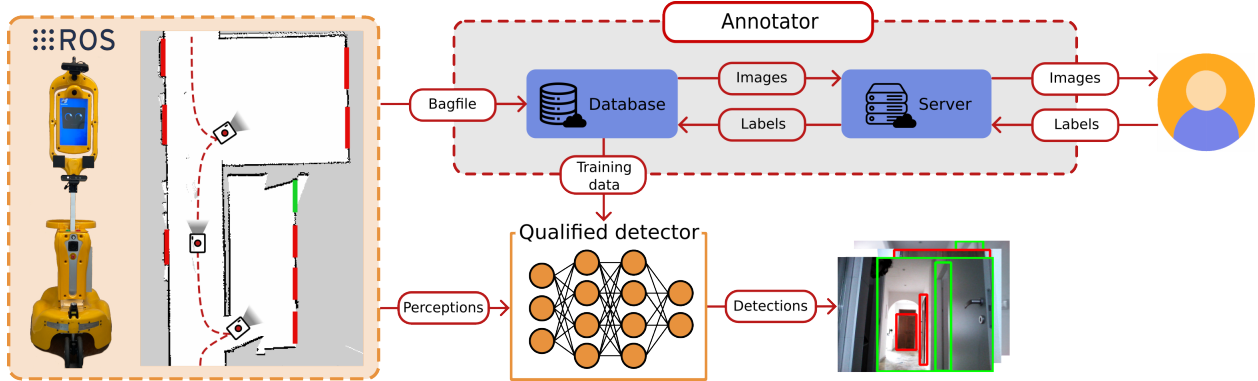 ROS
Annotator
Bagfile
Database
Images
Labels
Server
Images
Labels
Training
data
Qualified detector
Perceptions
Detections